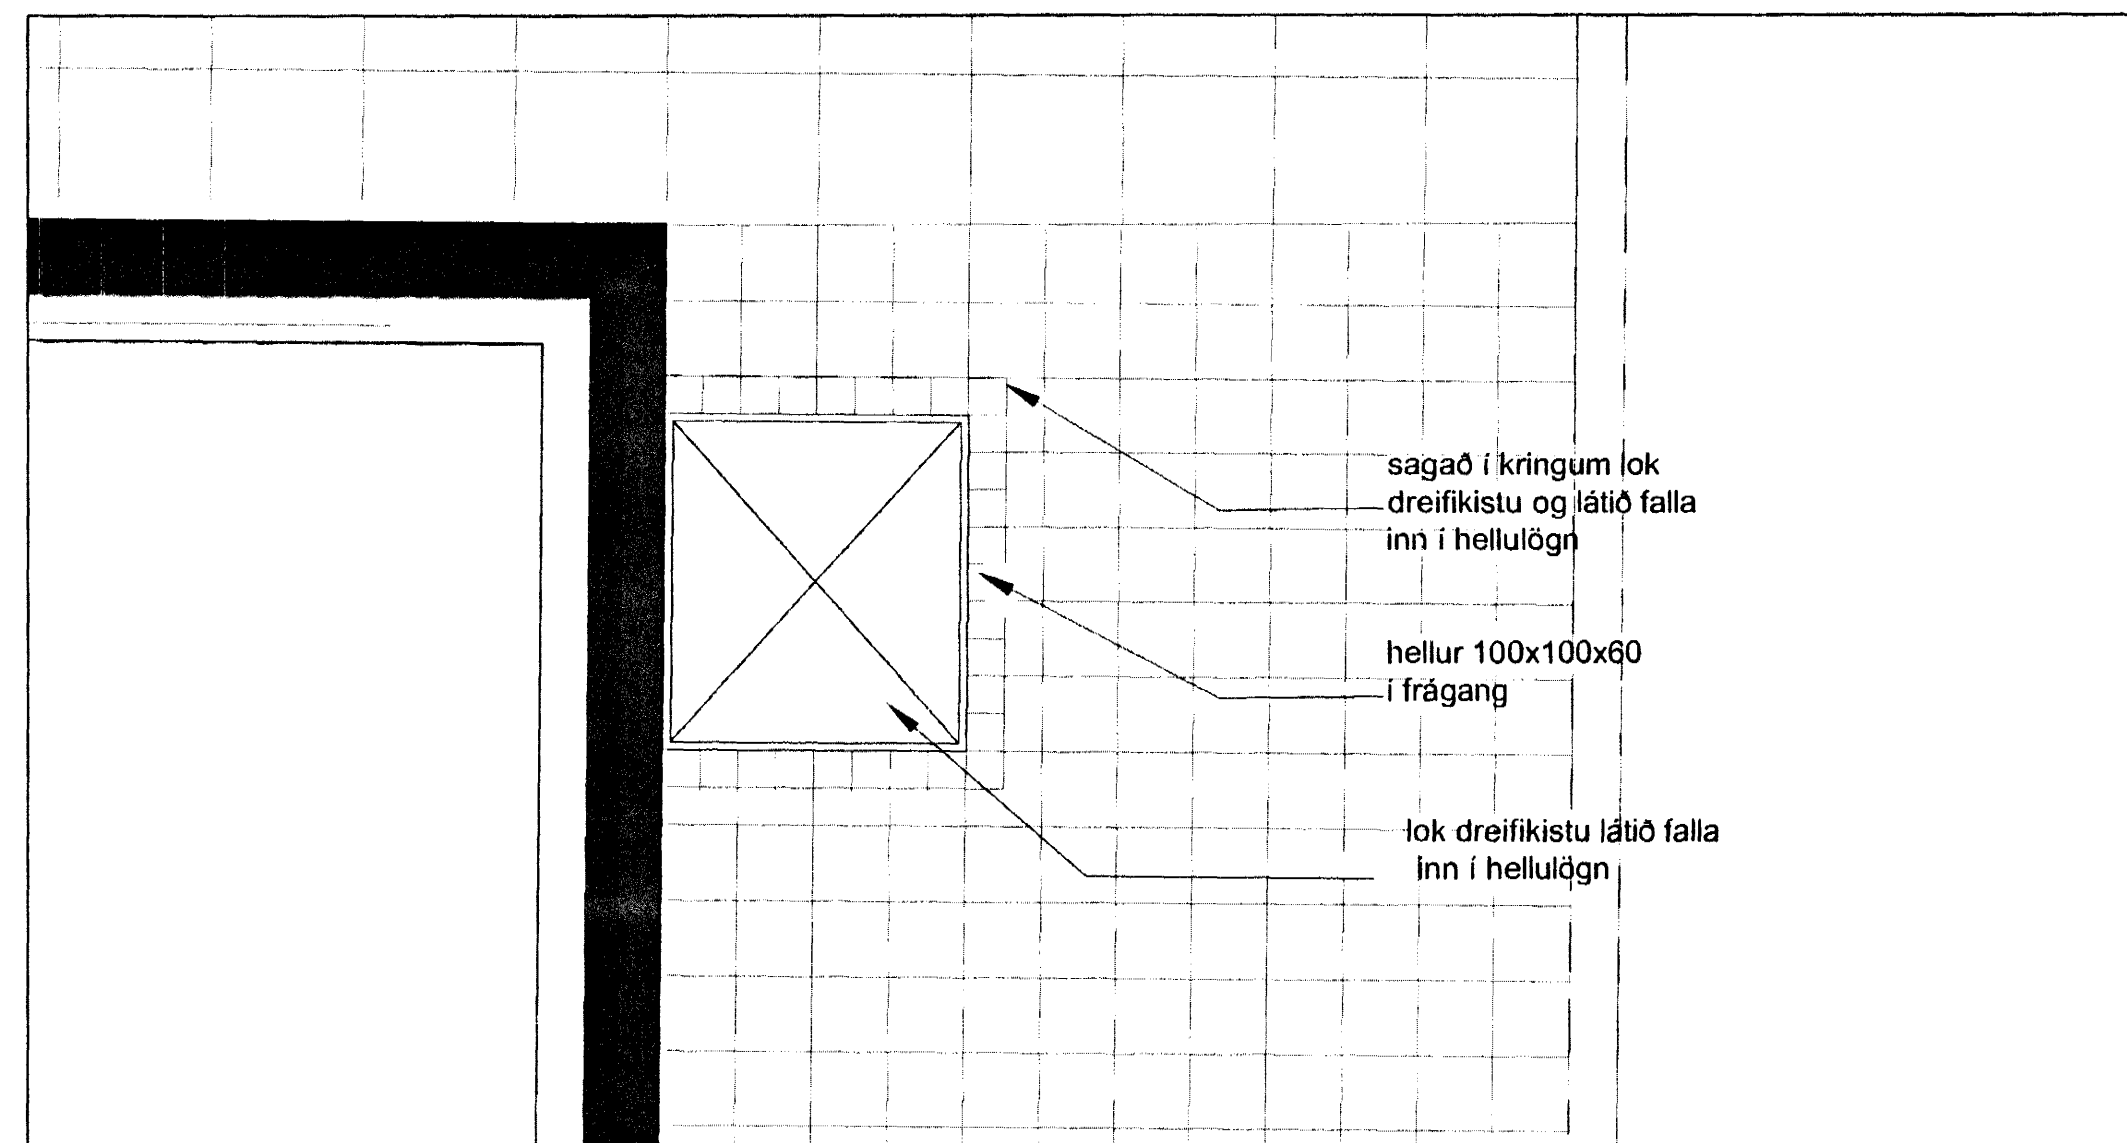 sagað í kringum lok
dreifikistu og látið falla
inn í hellulögn
hellur 100x100x60
í frágang
lok dreifikistu látið falla
inn í hellulögn